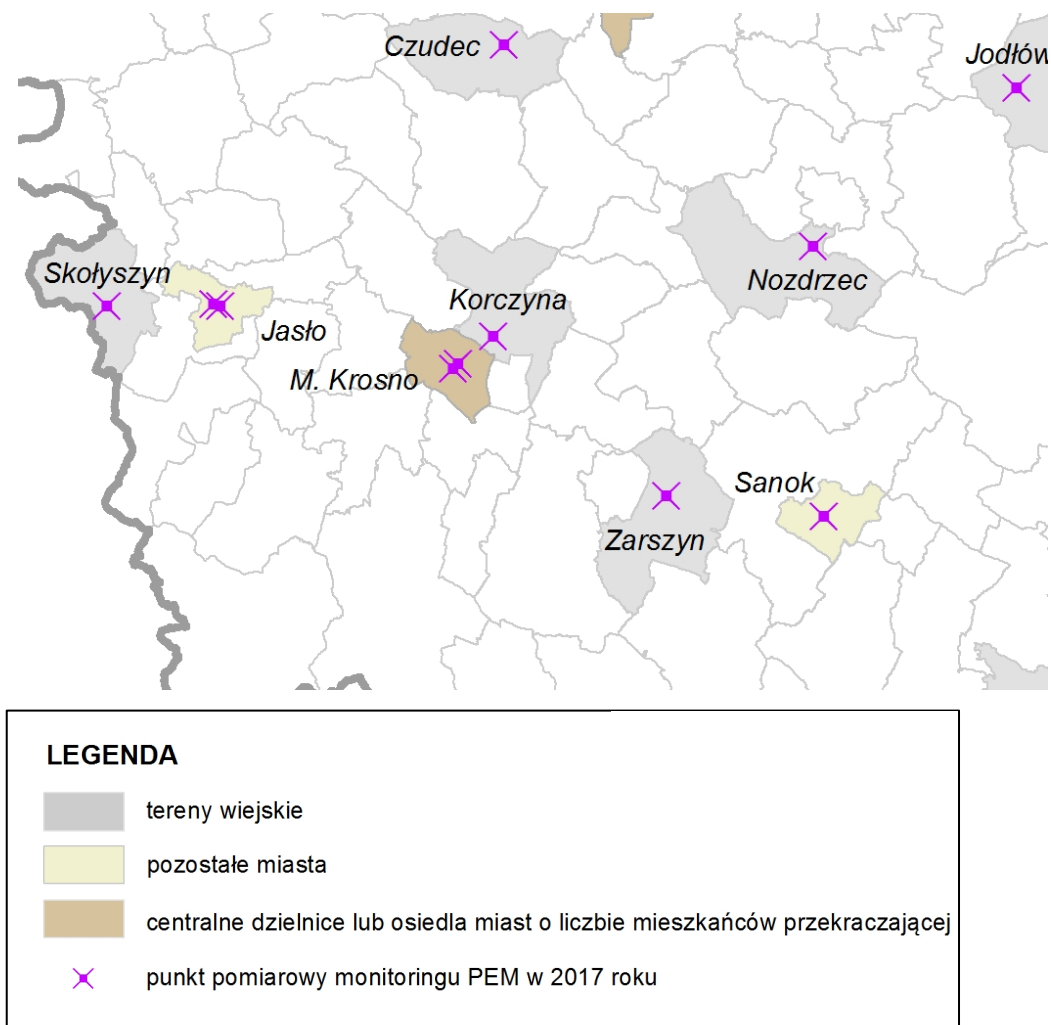 Czudec
Jodłów
Skołyszyn
Nozdrzec
Korczyna
Jasło
M. Krosno
Sanok
Zarszyn
LEGENDA
tereny wiejskie
pozostałe miasta
centralne dzielnice lub osiedla miast o liczbie mieszkańców przekraczającej
punkt pomiarowy monitoringu PEM w 2017 roku